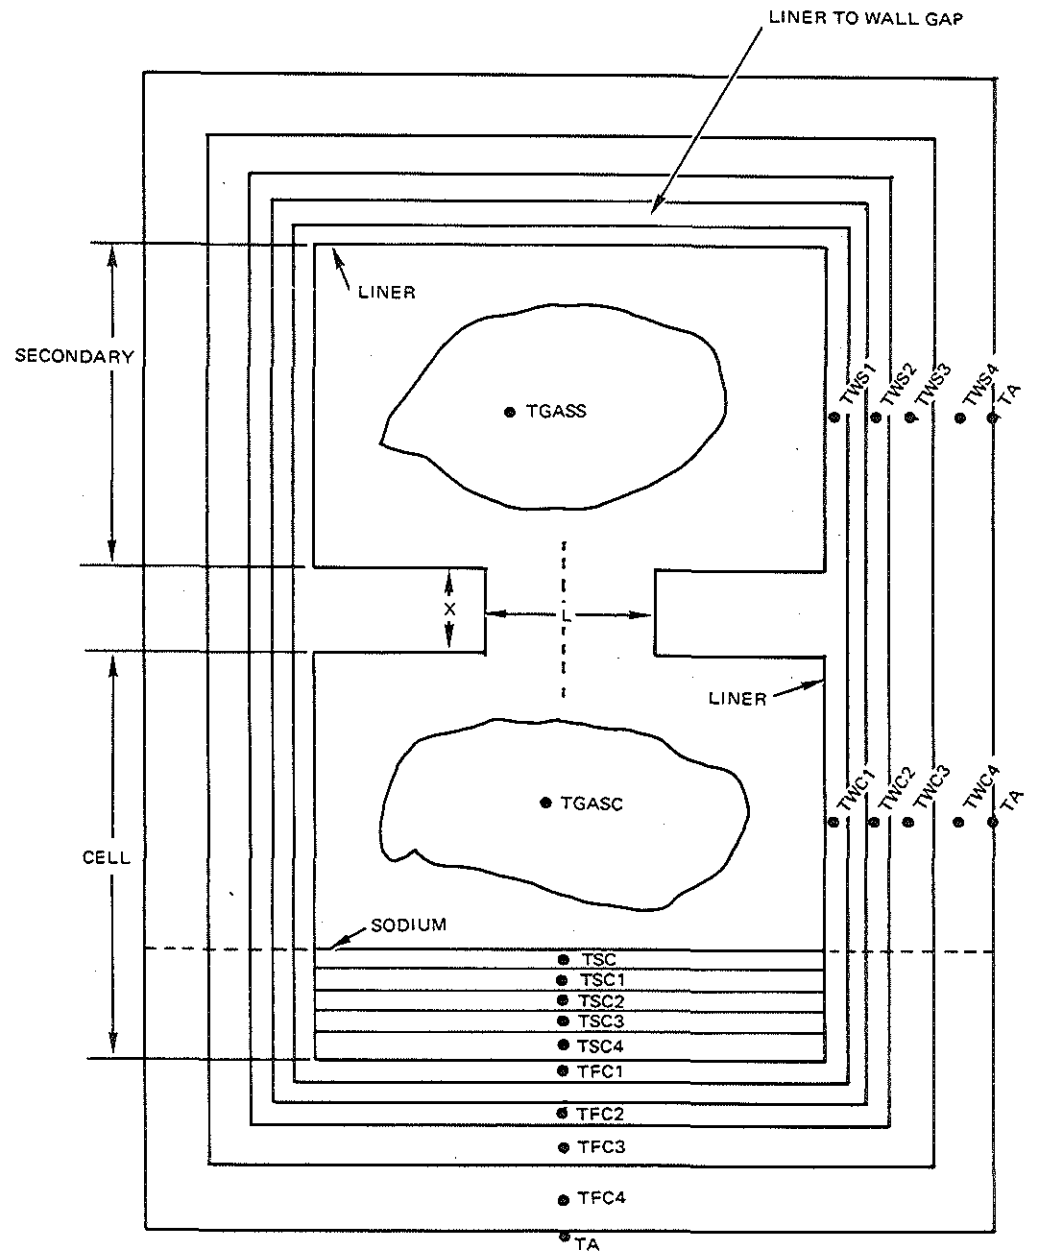 LINER TO WALL GAP
LINER
SECONDARY
TGASS
TWS1
TWS2
TWS3
TWS4
TA
X
L
LINER
TGASC
TWC1
TWC2
TWC3
TWC4
TA
CELL
SODIUM
TSC
TSC1
TSC2
TSC3
TSC4
TFC1
TFC2
TFC3
TFC4
TA